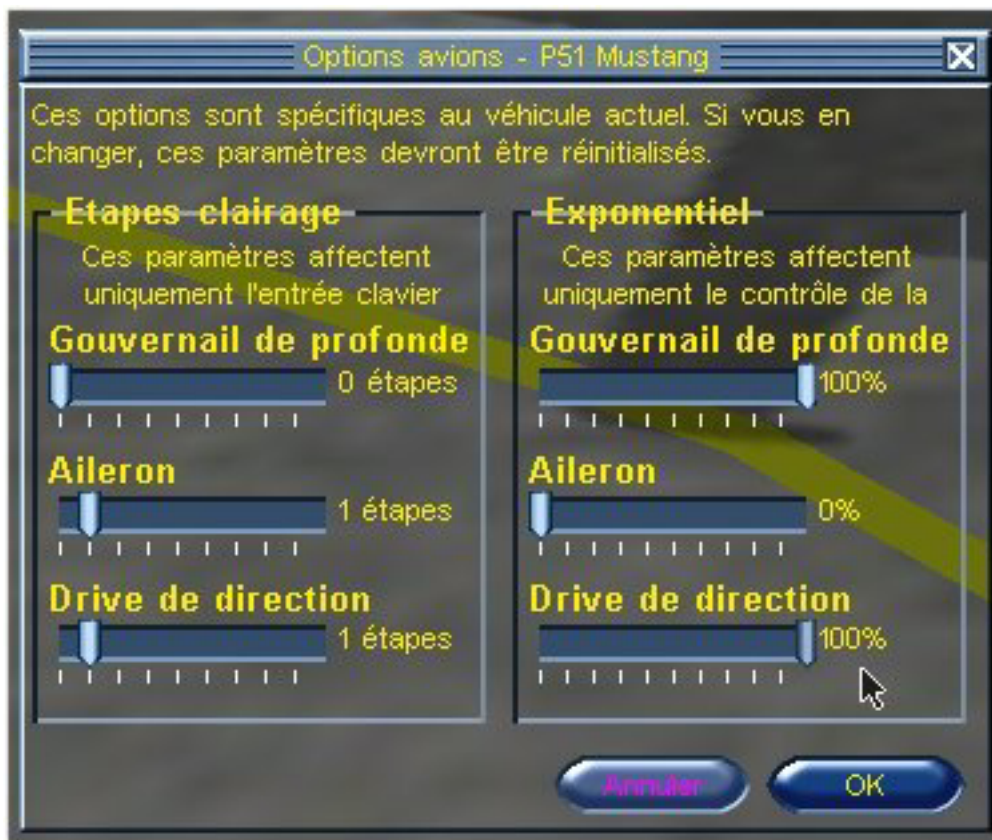 Options avions - P51 Mustang
Ces options sont spécifiques au véhicule actuel. Si vous en
changer, ces paramètres devront être réinitialisés.
Etapes clairage
Ces paramètres affectent
uniquement l'entrée clavier
Gouvernail de profonde
0 étapes
Aileron
1 étapes
Drive de direction
1 étapes
Exponentiel
Ces paramètres affectent
uniquement le contrôle de la
Gouvernail de profonde
100%
Aileron
0%
Drive de direction
100%
Annuler
OK